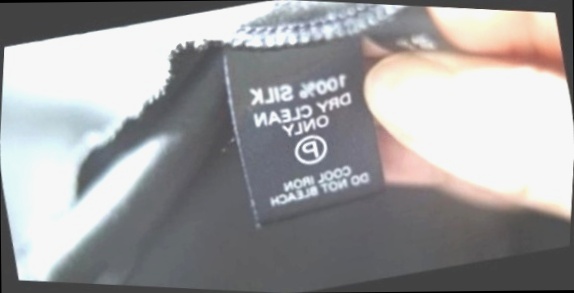 100% SILK
DRY CLEAN
ONLY
P
COOL IRON
DO NOT BLEACH